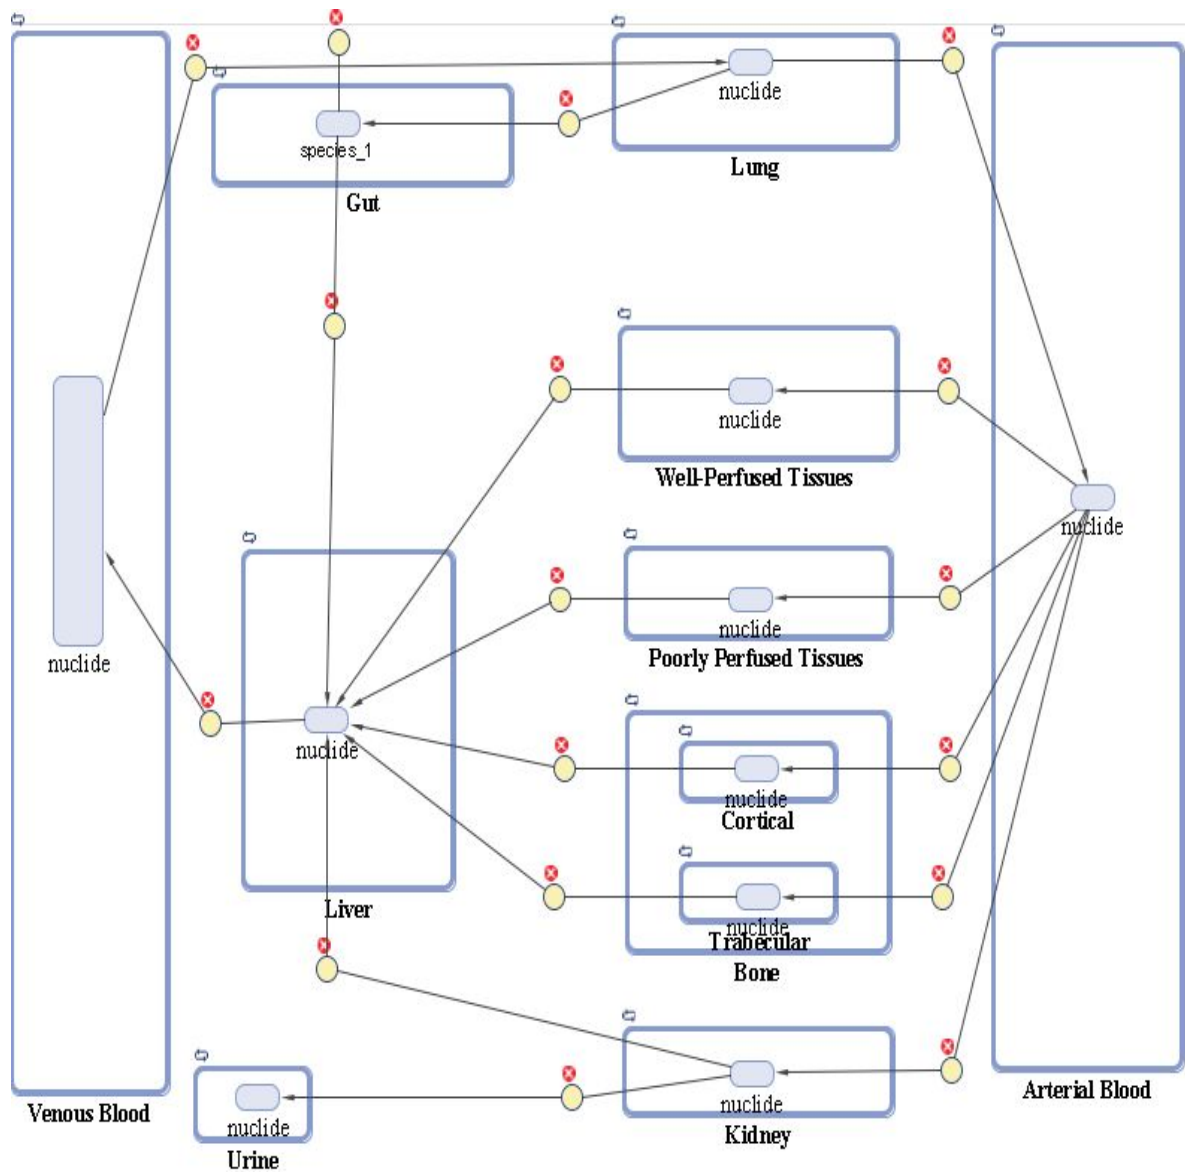 nuclide
Lung
species_1
Gut
nuclide
Well-Perfused Tissues
nuclide
nuclide
Poorly Perfused Tissues
nuclide
nuclide
Liver
nuclide
Cortical
nuclide
Trabecular
Bone
nuclide
Kidney
Arterial Blood
Venous Blood
nuclide
Urine